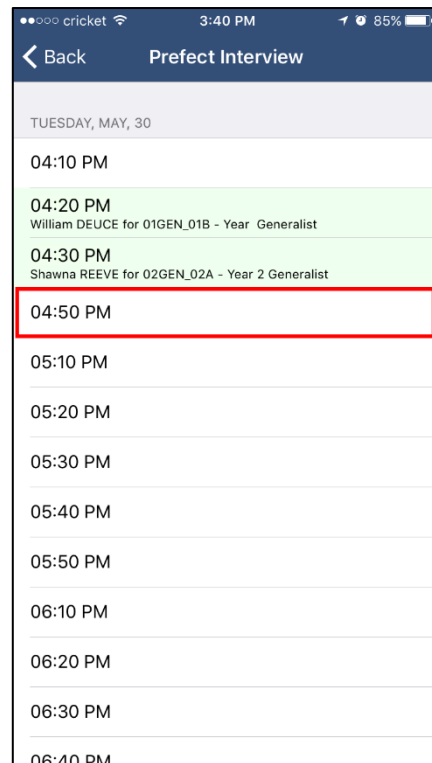 cricket 3:40 PM 85%
Back Prefect Interview
TUESDAY, MAY, 30
04:10 PM
04:20 PM
William DEUCE for 01GEN_01B - Year  Generalist
04:30 PM
Shawna REEVE for 02GEN_02A - Year 2 Generalist
04:50 PM
05:10 PM
05:20 PM
05:30 PM
05:40 PM
05:50 PM
06:10 PM
06:20 PM
06:30 PM
06:40 PM